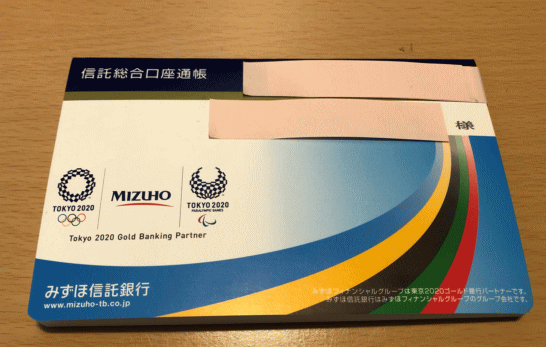 信託総合口座通帳
様
TOKYO 2020
MIZUHO
TOKYO 2020
PARALYMPIC GAMES
Tokyo 2020 Gold Banking Partner
みずほ信託銀行
www.mizuho-tb.co.jp
みずほフィナンシャルグループは東京2020ゴールド銀行パートナーです。
みずほ信託銀行はみずほフィナンシャルグループのグループ会社です。